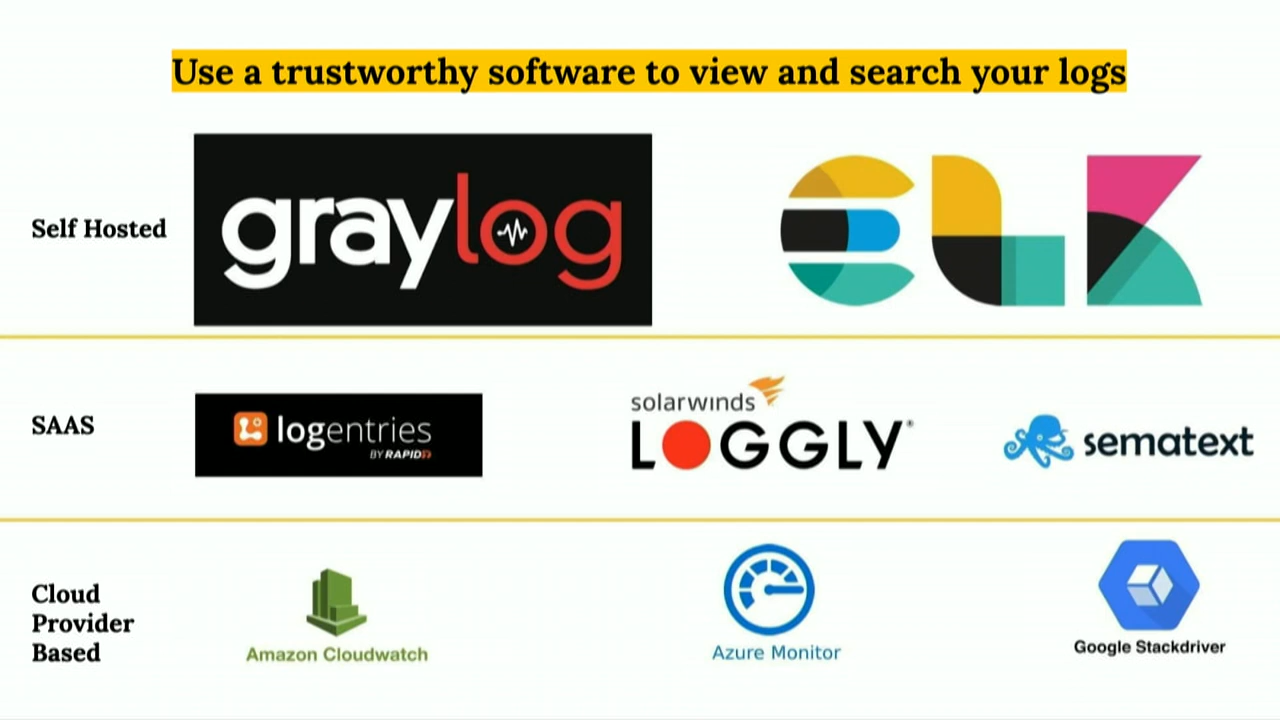 Use a trustworthy software to view and search your logs
Self Hosted
graylog
ELK
SAAS
logentries
BY RAPID7
solarwinds
LOGGLY®
sematext
Cloud
Provider
Based
Amazon Cloudwatch
Azure Monitor
Google Stackdriver